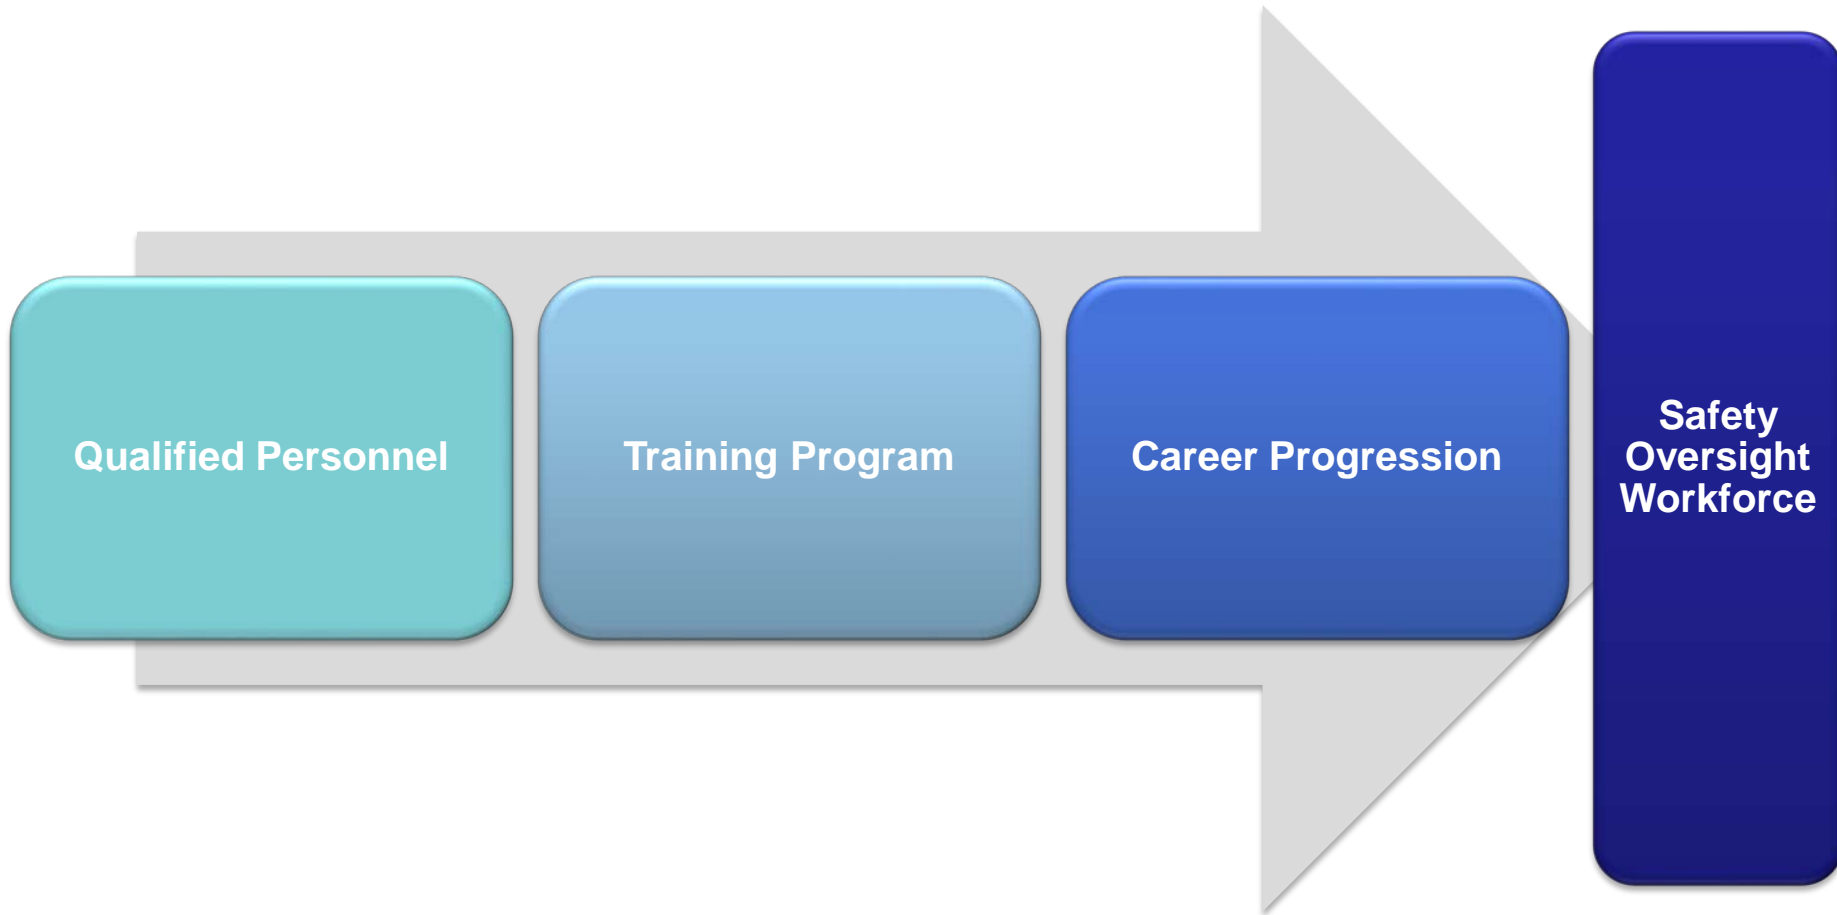 Qualified Personnel
Training Program
Career Progression
Safety
Oversight
Workforce